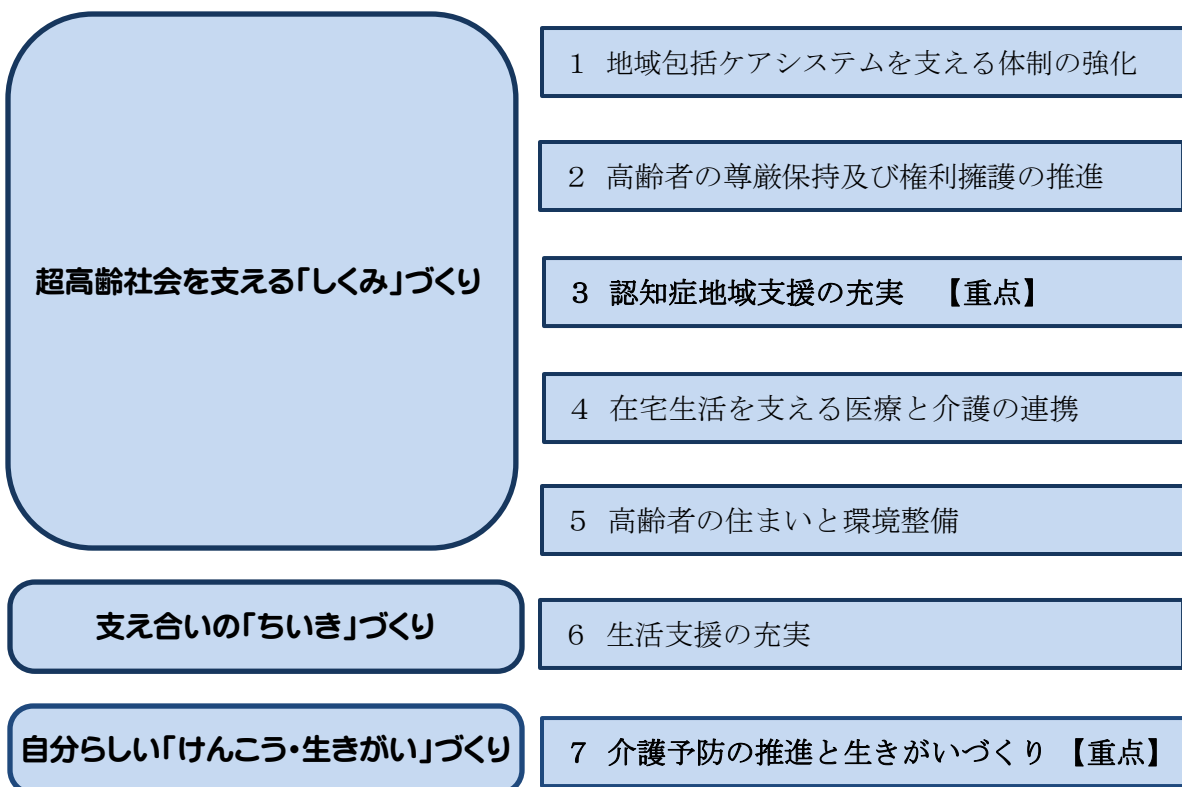 超高齢社会を支える「しくみ」づくり
1 地域包括ケアシステムを支える体制の強化
2 高齢者の尊厳保持及び権利擁護の推進
3 認知症地域支援の充実 【重点】
4 在宅生活を支える医療と介護の連携
5 高齢者の住まいと環境整備
支え合いの「ちいき」づくり
6 生活支援の充実
自分らしい「けんこう・生きがい」づくり
7 介護予防の推進と生きがいづくり 【重点】